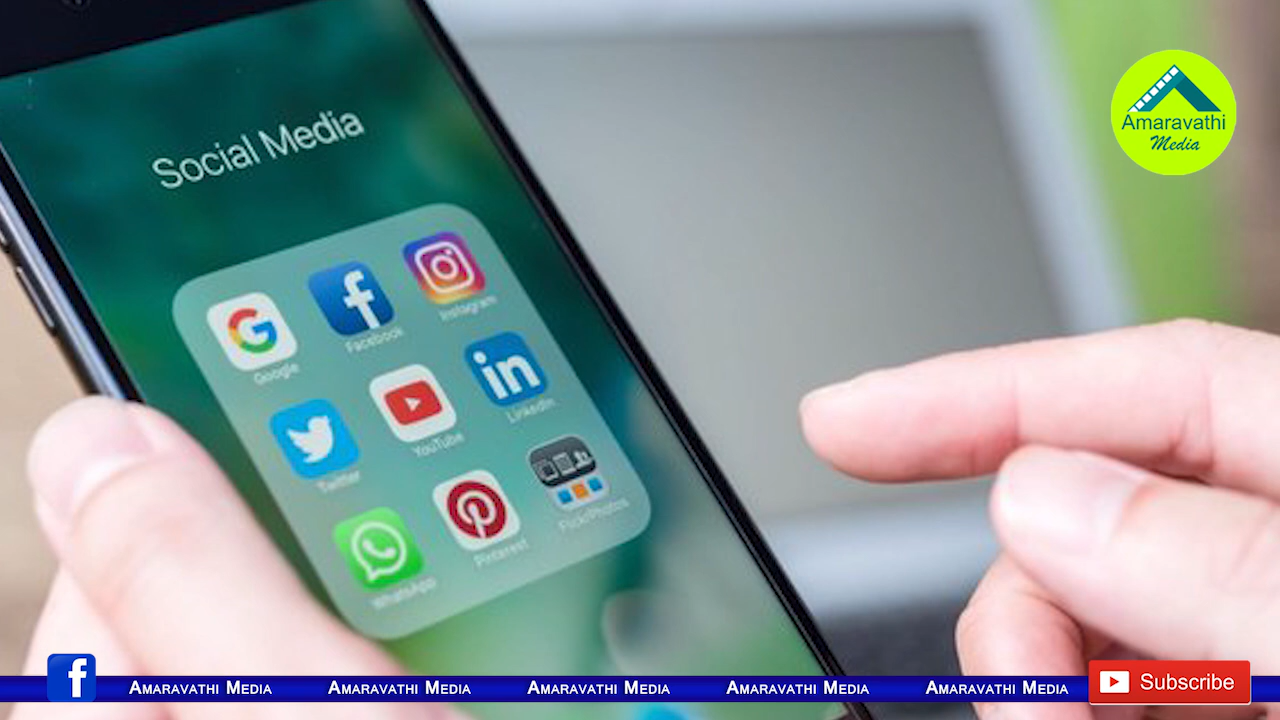 Social Media
Google
Facebook
Instagram
Twitter
YouTube
LinkedIn
WhatsApp
Pinterest
FlickrPhotos
Amaravathi
Media
Amaravathi Media Amaravathi Media Amaravathi Media Amaravathi Media Amaravathi Media
Subscribe